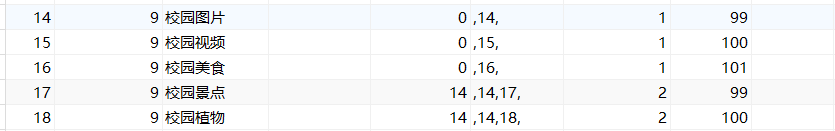 14 9 校园图片 0 ,14, 1 99
15 9 校园视频 0 ,15, 1 100
16 9 校园美食 0 ,16, 1 101
17 9 校园景点 14 ,14,17, 2 99
18 9 校园植物 14 ,14,18, 2 100